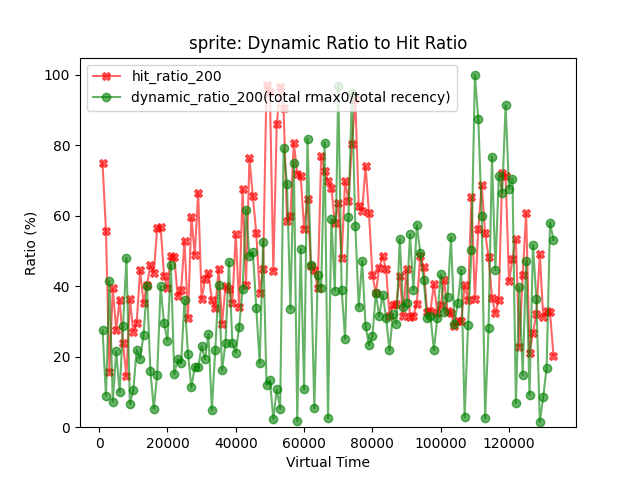 sprite: Dynamic Ratio to Hit Ratio
hit_ratio_200
dynamic_ratio_200(total rmax0/total recency)
Ratio (%)
100
80
60
40
20
0
0 20000 40000 60000 80000 100000 120000
Virtual Time